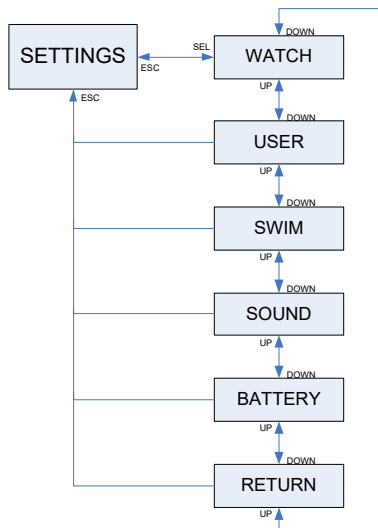 DOWN
SETTINGS
SEL
ESC
WATCH
ESC
UP
DOWN
USER
UP
DOWN
SWIM
UP
DOWN
SOUND
UP
DOWN
BATTERY
UP
DOWN
RETURN
UP